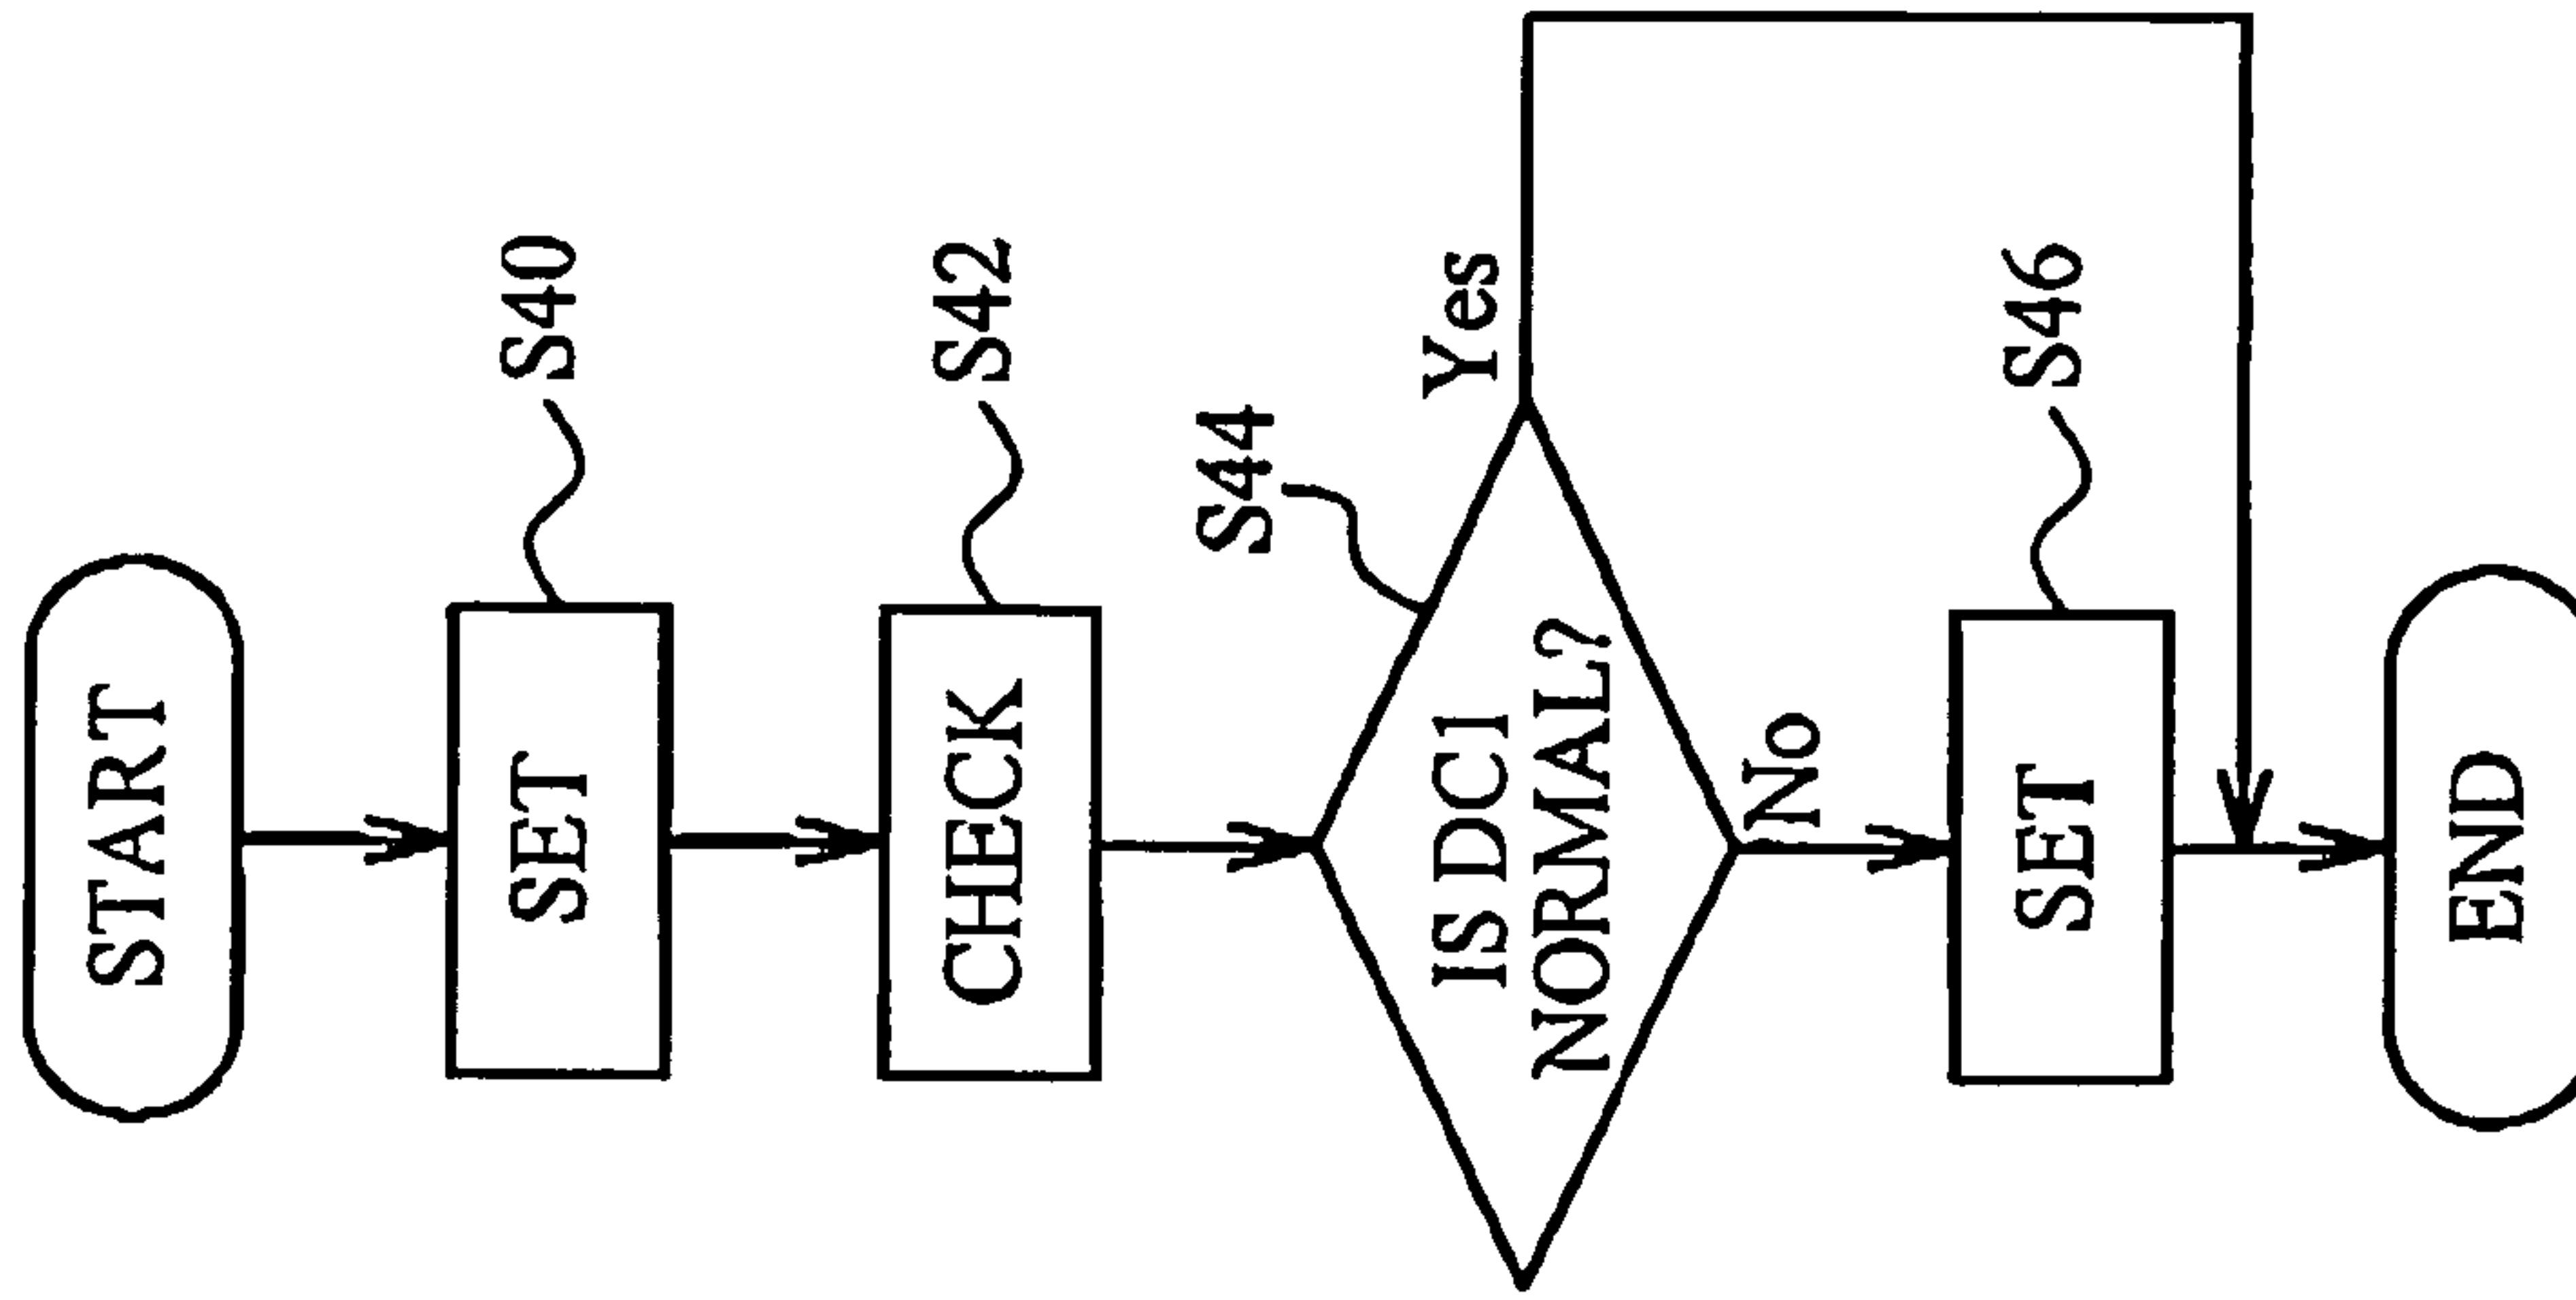 START
SET
S40
CHECK
S42
S44
IS DC1
NORMAL?
Yes
No
SET
S46
END